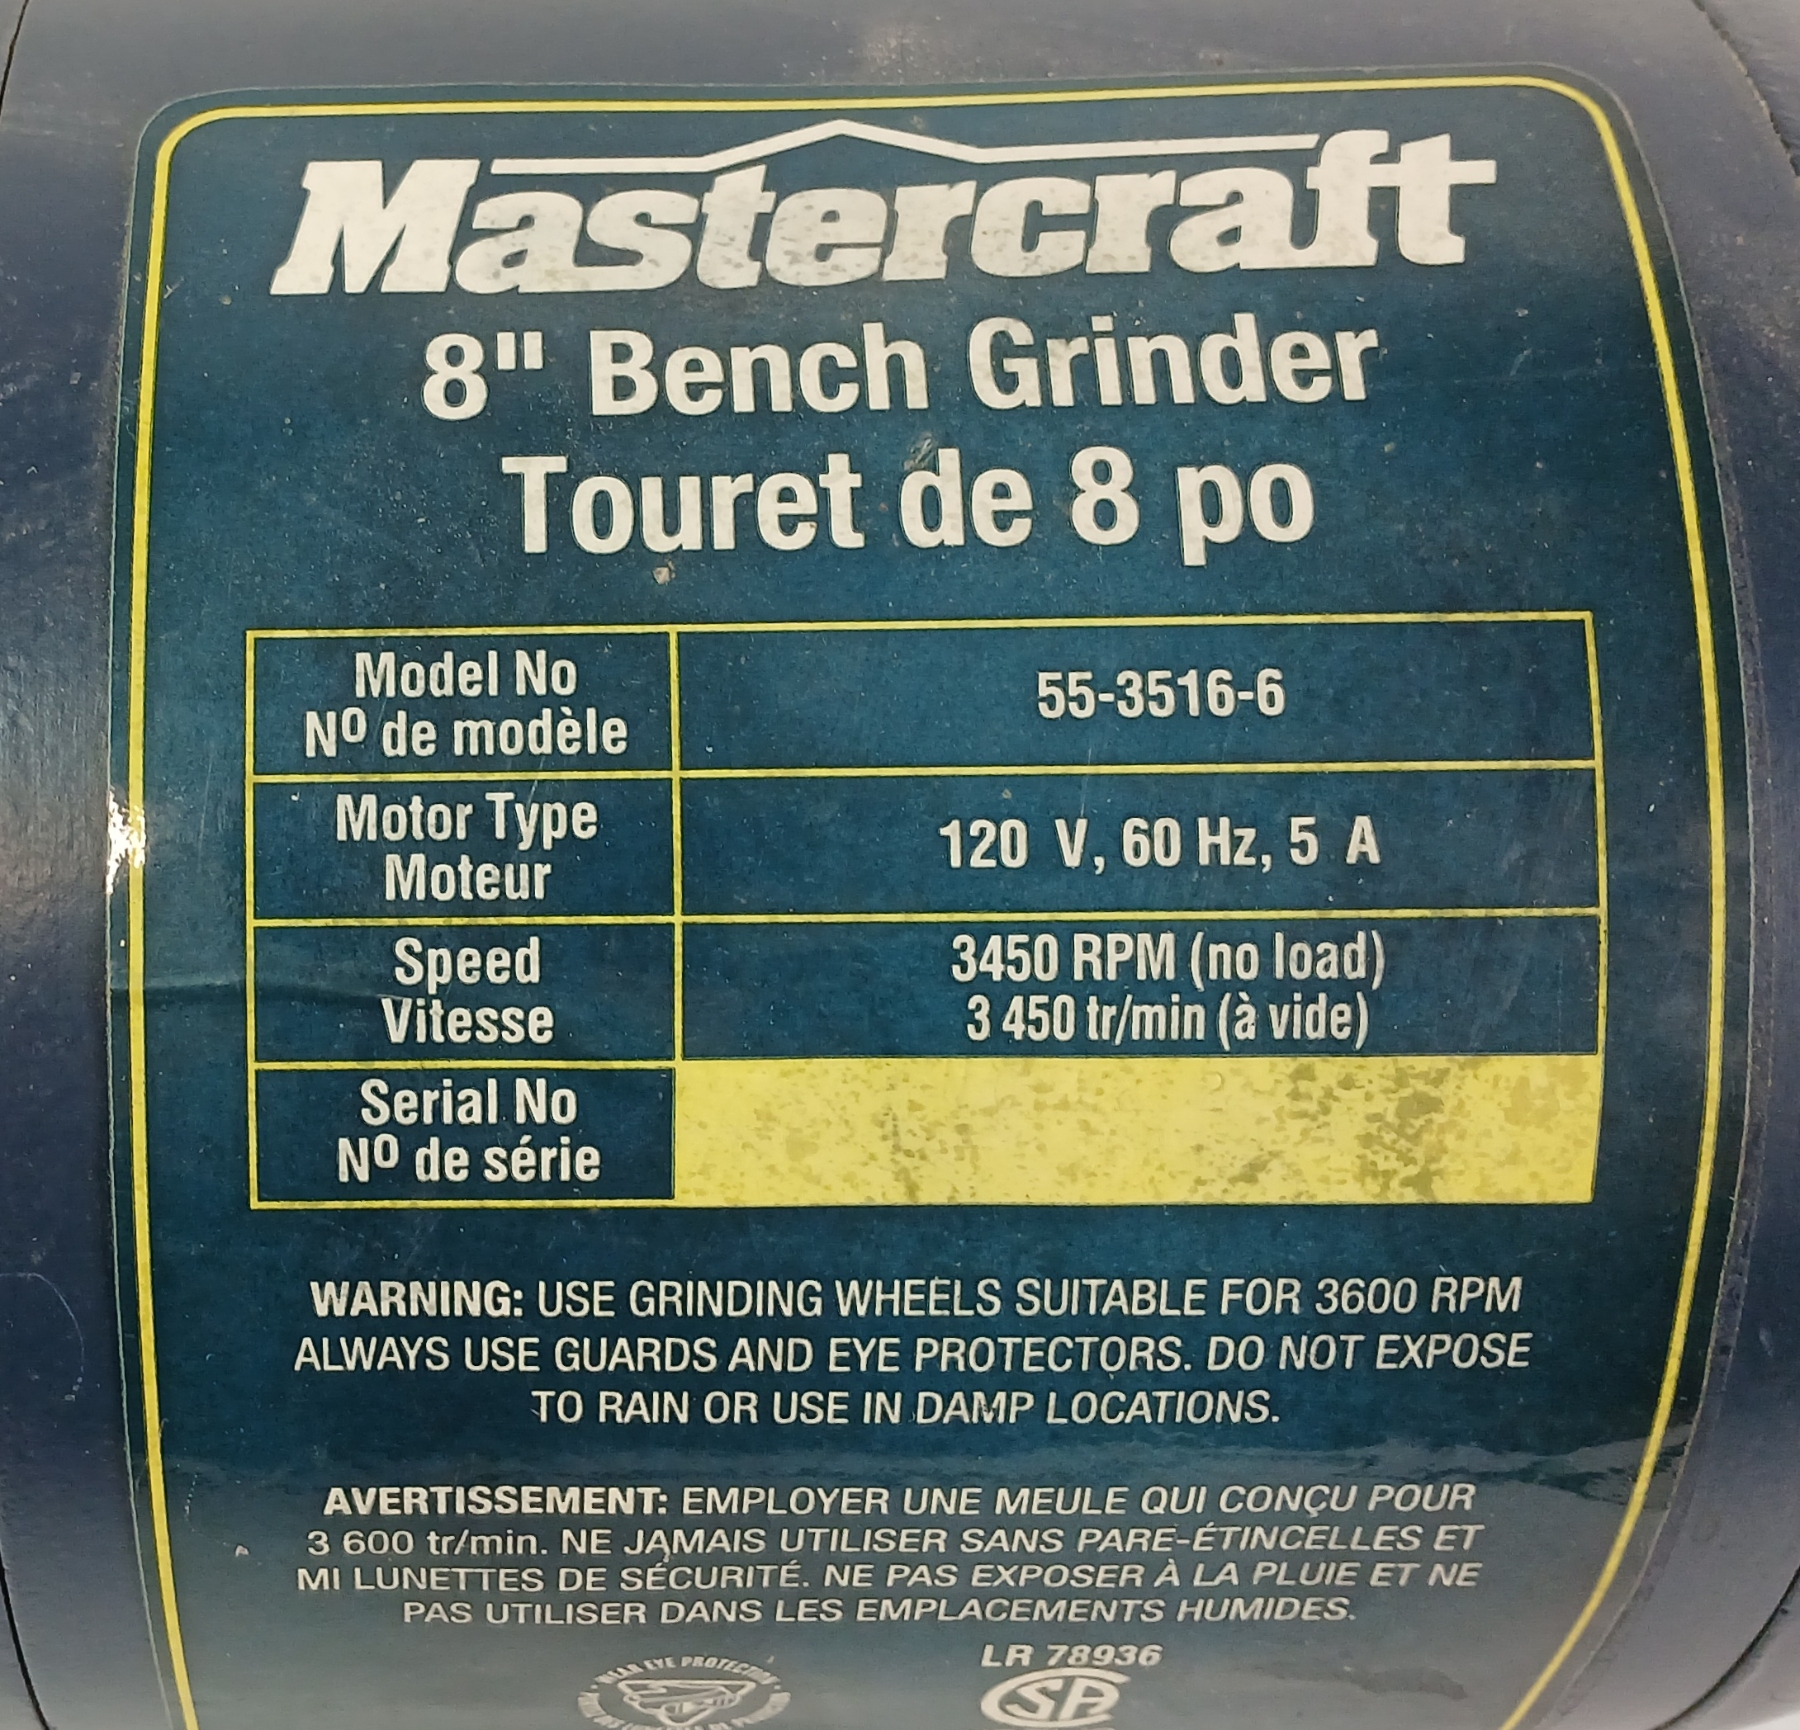 Mastercraft
8" Bench Grinder
Touret de 8 po
Model No
Nº de modèle
55-3516-6
Motor Type
Moteur
120 V, 60 Hz, 5 A
Speed
Vitesse
3450 RPM (no load)
3 450 tr/min (à vide)
Serial No
Nº de série
WARNING: USE GRINDING WHEELS SUITABLE FOR 3600 RPM
ALWAYS USE GUARDS AND EYE PROTECTORS. DO NOT EXPOSE
TO RAIN OR USE IN DAMP LOCATIONS.
AVERTISSEMENT: EMPLOYER UNE MEULE QUI CONÇU POUR
3 600 tr/min. NE JAMAIS UTILISER SANS PARE-ÉTINCELLES ET
MI LUNETTES DE SÉCURITÉ. NE PAS EXPOSER À LA PLUIE ET NE
PAS UTILISER DANS LES EMPLACEMENTS HUMIDES.
WEAR EYE PROTECTION
LR 78936
SA